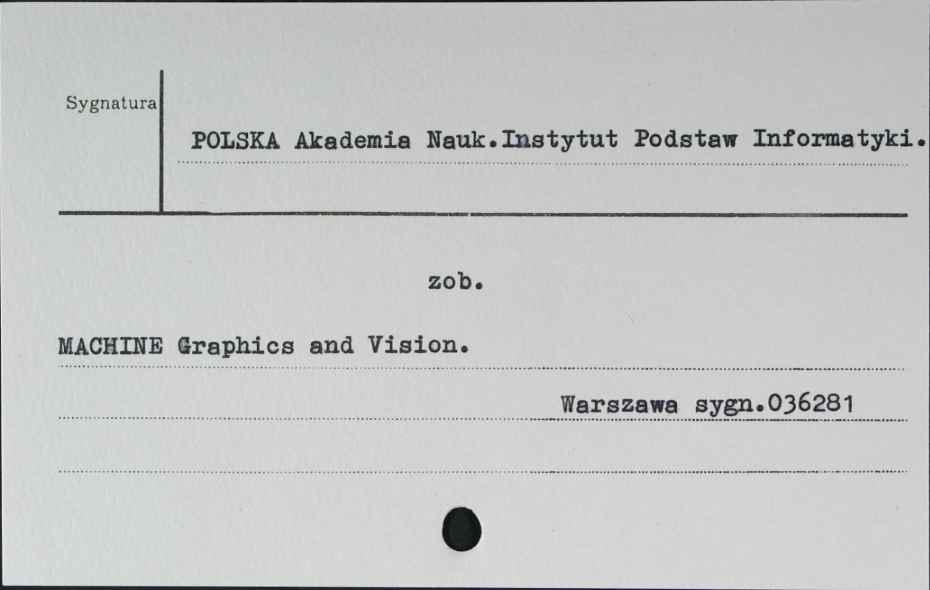 Sygnatura
POLSKA Akademia Nauk.Instytut Podstaw Informatyki.
zob.
MACHINE Graphics and Vision.
Warszawa sygn.036281